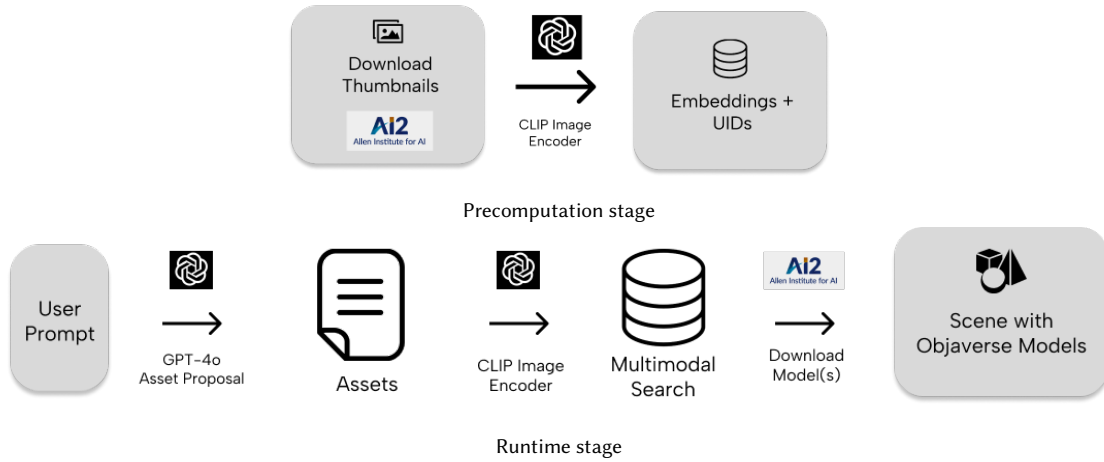 Download
Thumbnails
Ai2
Allen Institute for AI
CLIP Image
Encoder
Embeddings +
UIDs
Precomputation stage
User
Prompt
GPT-4o
Asset Proposal
Assets
CLIP Image
Encoder
Multimodal
Search
Ai2
Allen Institute for AI
Download
Model(s)
Scene with
Objaverse Models
Runtime stage